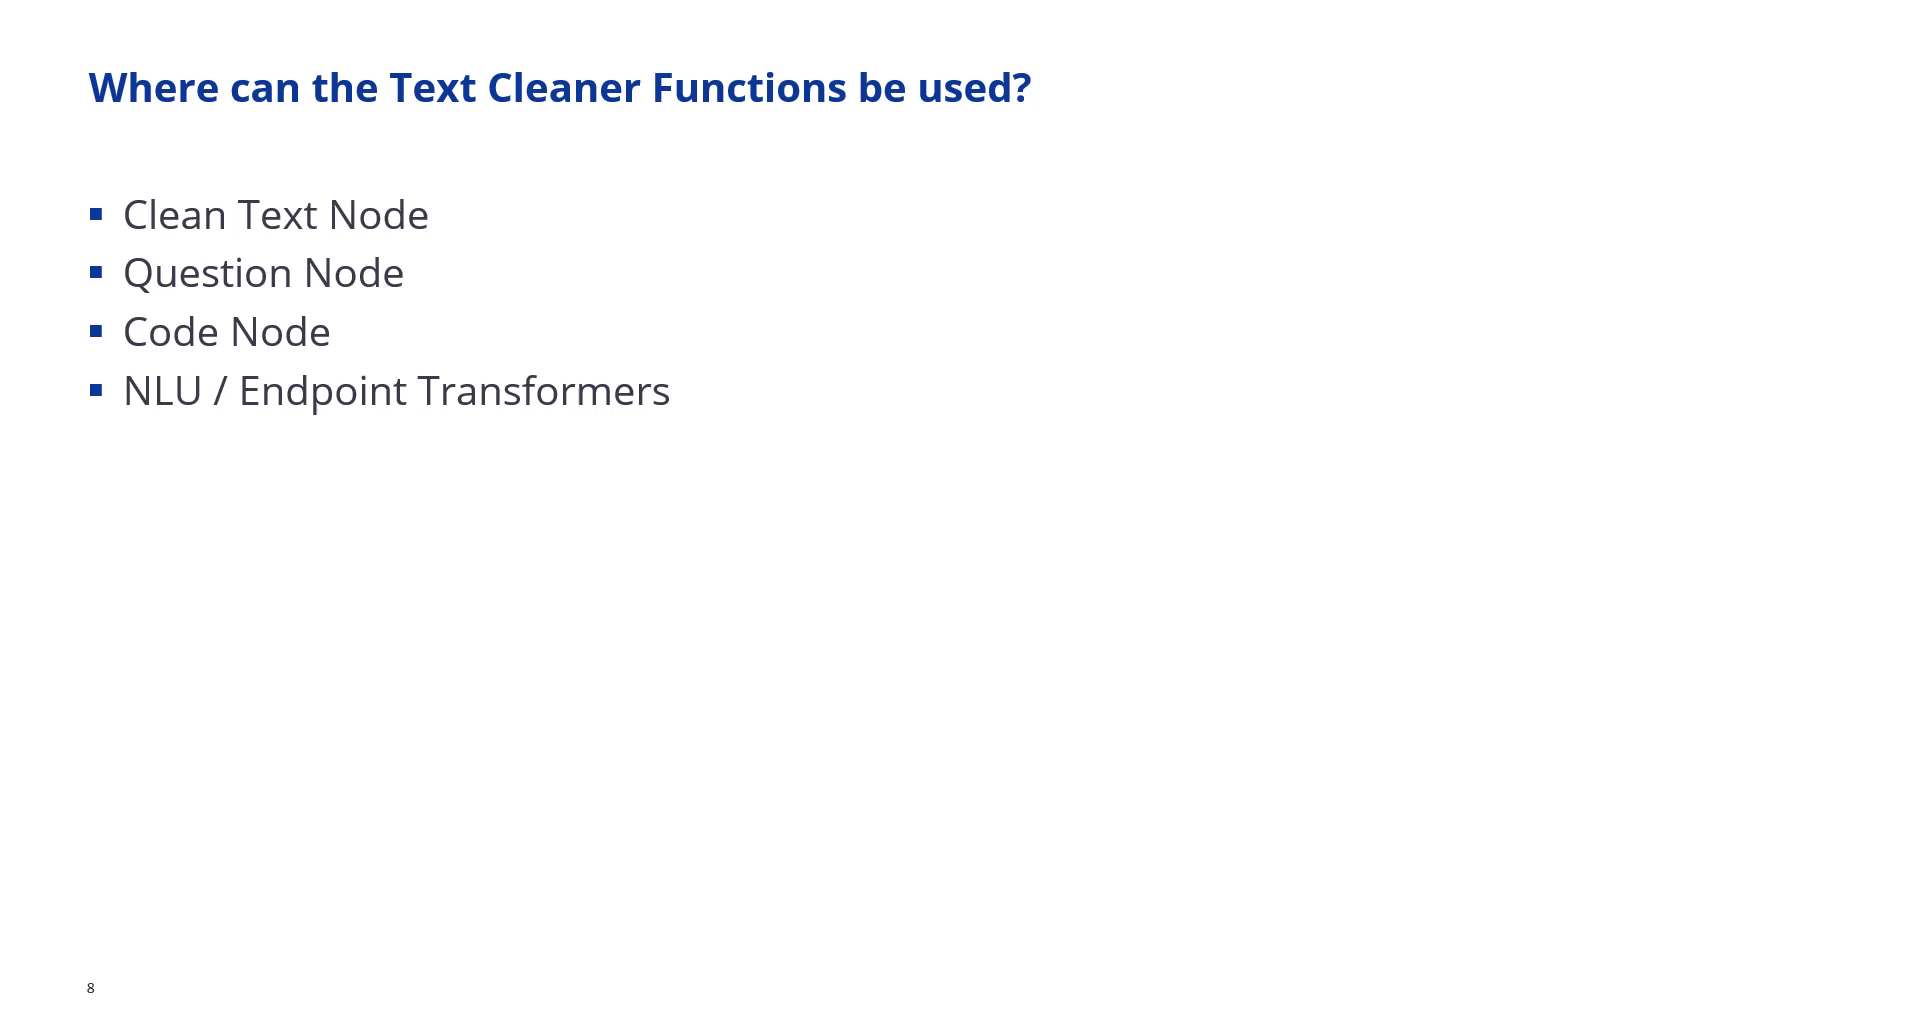 Where can the Text Cleaner Functions be used?
▪ Clean Text Node
▪ Question Node
▪ Code Node
▪ NLU / Endpoint Transformers
8